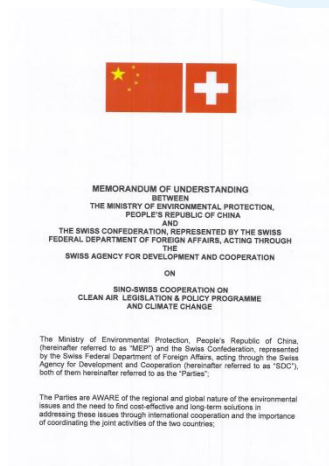 MEMORANDUM OF UNDERSTANDING
BETWEEN
THE MINISTRY OF ENVIRONMENTAL PROTECTION,
PEOPLE'S REPUBLIC OF CHINA
AND
THE SWISS CONFEDERATION, REPRESENTED BY THE SWISS
FEDERAL DEPARTMENT OF FOREIGN AFFAIRS, ACTING THROUGH
THE
SWISS AGENCY FOR DEVELOPMENT AND COOPERATION
ON
SINO-SWISS COOPERATION ON
CLEAN AIR LEGISLATION & POLICY PROGRAMME
AND CLIMATE CHANGE
The Ministry of Environmental Protection, People's Republic of China,
(hereinafter referred to as "MEP") and the Swiss Confederation, represented
by the Swiss Federal Department of Foreign Affairs, acting through the Swiss
Agency for Development and Cooperation (hereinafter referred to as "SDC"),
both of them hereinafter referred to as the "Parties";
The Parties are AWARE of the regional and global nature of the environmental
issues and the need to find cost-effective and long-term solutions in
addressing these issues through international cooperation and the importance
of coordinating the joint activities of the two countries;